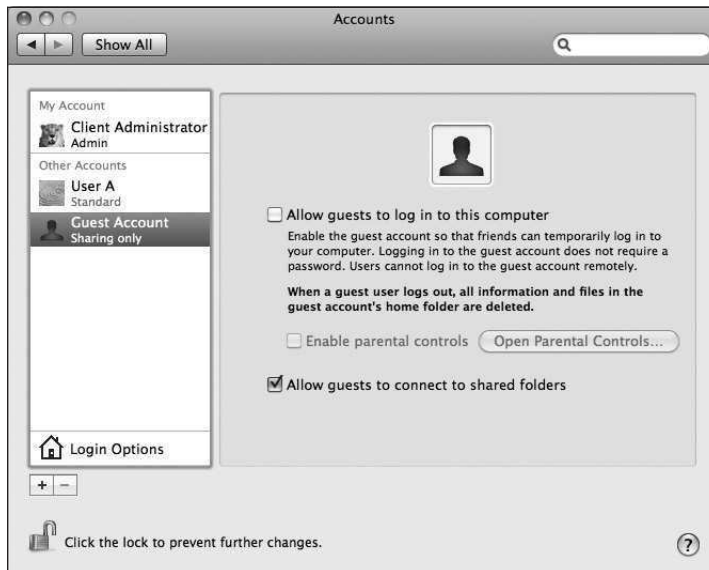 Accounts
Show All
My Account
Client Administrator
Admin
Other Accounts
User A
Standard
Guest Account
Sharing only
Login Options
+ −
Allow guests to log in to this computer
Enable the guest account so that friends can temporarily log in to
your computer. Logging in to the guest account does not require a
password. Users cannot log in to the guest account remotely.
When a guest user logs out, all information and files in the
guest account's home folder are deleted.
Enable parental controls Open Parental Controls...
Allow guests to connect to shared folders
Click the lock to prevent further changes.
?